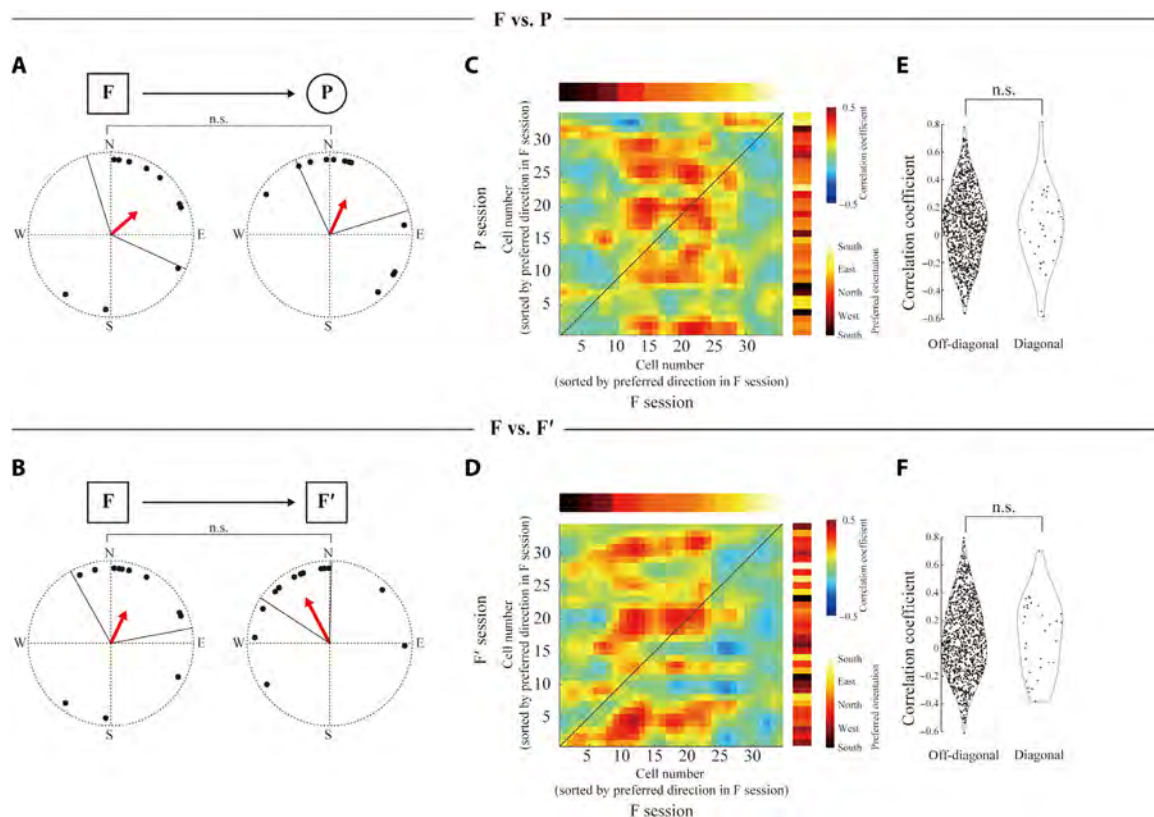 F vs. P
A
F
P
n.s.
N
N
W
E
W
E
S
S
C
P session
Cell number
(sorted by preferred direction in F session)
30
25
20
15
10
5
5
10
15
20
25
30
Cell number
(sorted by preferred direction in F session)
F session
0.5
−0.5
Correlation coefficient
South
East
North
West
South
Preferred orientation
E
n.s.
Correlation coefficient
0.8
0.6
0.4
0.2
0
−0.2
−0.4
−0.6
Off-diagonal
Diagonal
F vs. F′
B
F
F′
n.s.
N
N
W
E
W
E
S
S
D
F′ session
Cell number
(sorted by preferred direction in F session)
30
25
20
15
10
5
5
10
15
20
25
30
Cell number
(sorted by preferred direction in F session)
F session
0.5
−0.5
Correlation coefficient
South
East
North
West
South
Preferred orientation
F
n.s.
Correlation coefficient
0.8
0.6
0.4
0.2
0
−0.2
−0.4
−0.6
Off-diagonal
Diagonal